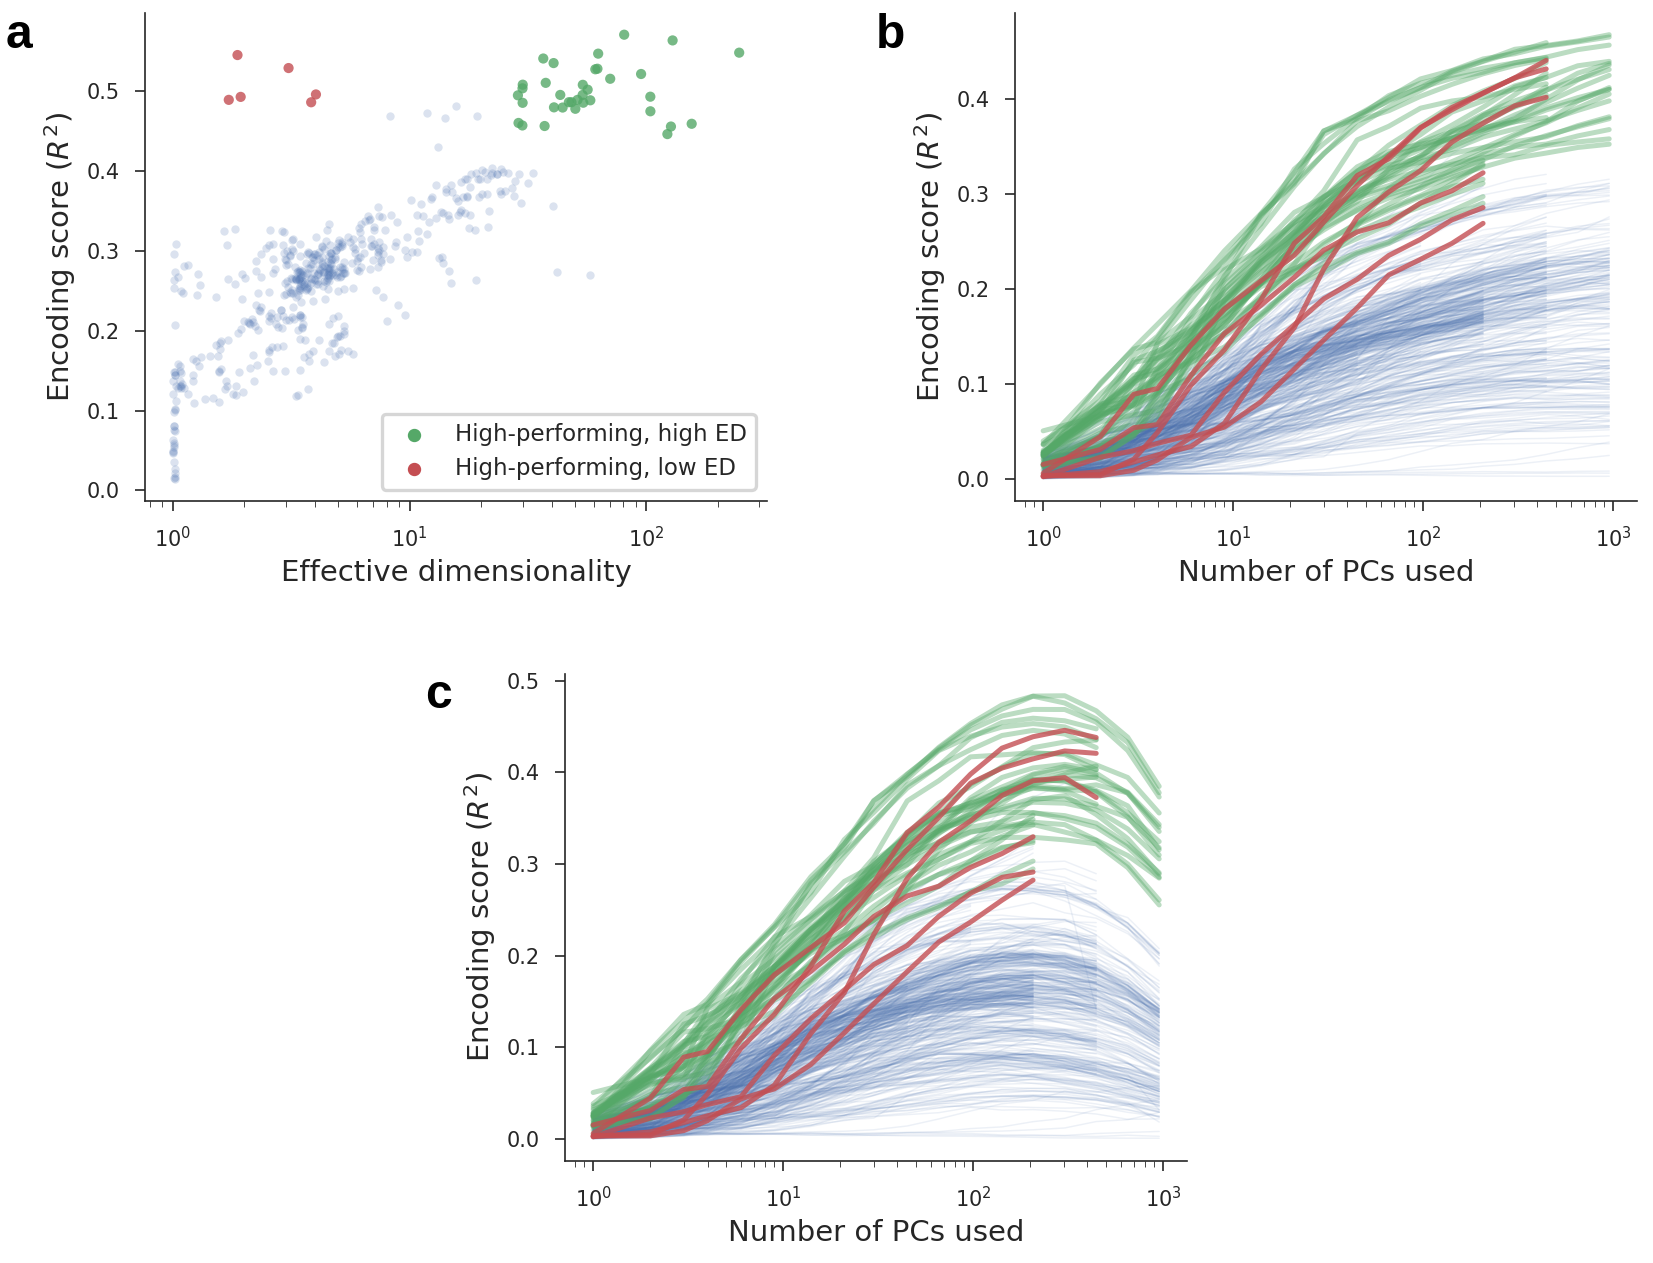 a
Encoding score (R²)
0.5
0.4
0.3
0.2
0.1
0.0
High-performing, high ED
High-performing, low ED
10⁰
10¹
10²
Effective dimensionality
b
Encoding score (R²)
0.4
0.3
0.2
0.1
0.0
10⁰
10¹
10²
10³
Number of PCs used
c
Encoding score (R²)
0.5
0.4
0.3
0.2
0.1
0.0
10⁰
10¹
10²
10³
Number of PCs used